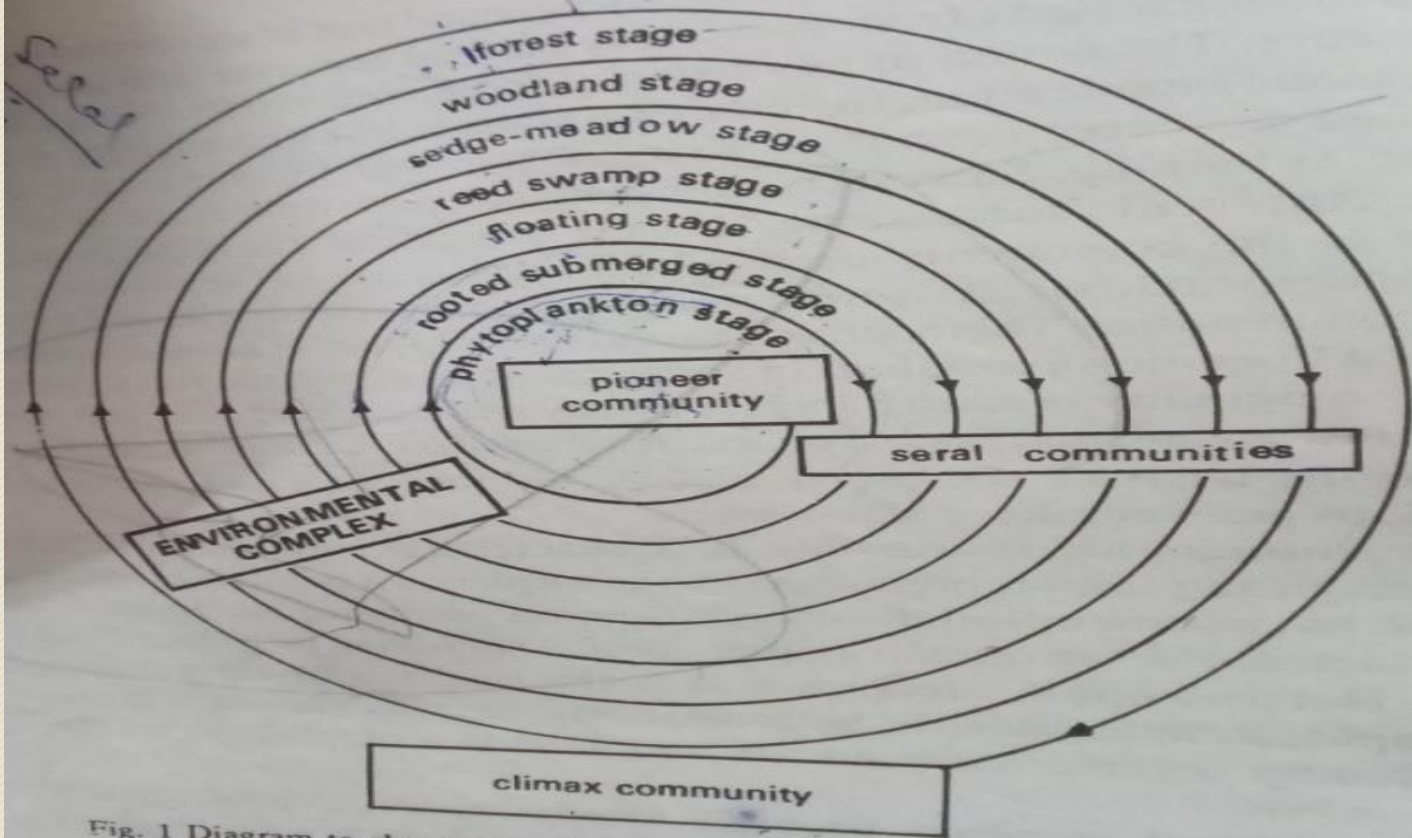 forest stage
woodland stage
sedge-meadow stage
reed swamp stage
floating stage
rooted submerged stage
phytoplankton stage
pioneer
community
seral communities
ENVIRONMENTAL
COMPLEX
climax community
Fig. 1 Diagram to